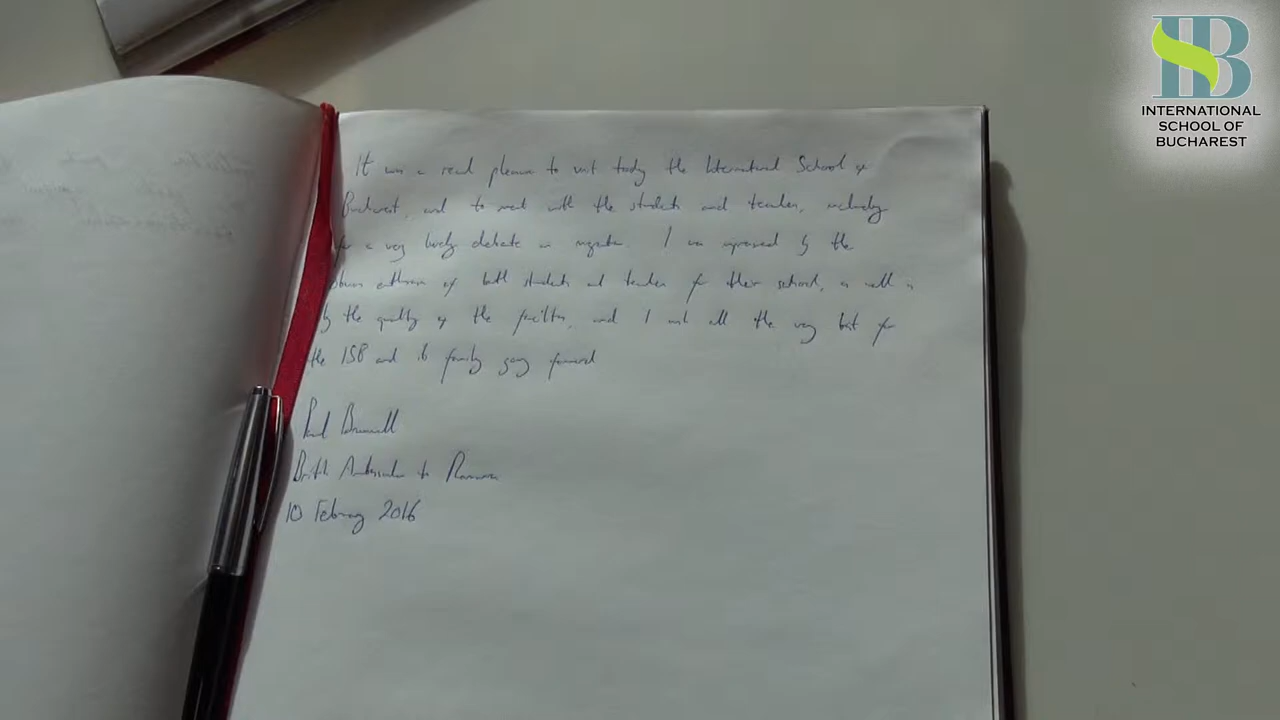 It was a real pleasure to visit today the International School of
Bucharest, and to meet with the students and teachers, including
for a very lively debate on migration. I was impressed by the
obvious enthusiasm of both students and teachers for their school, as well as
by the quality of the facilities, and I wish all the very best for
the ISB and its family going forward
Paul Brummell
British Ambassador to Romania
10 February 2016
ISB
INTERNATIONAL
SCHOOL OF
BUCHAREST